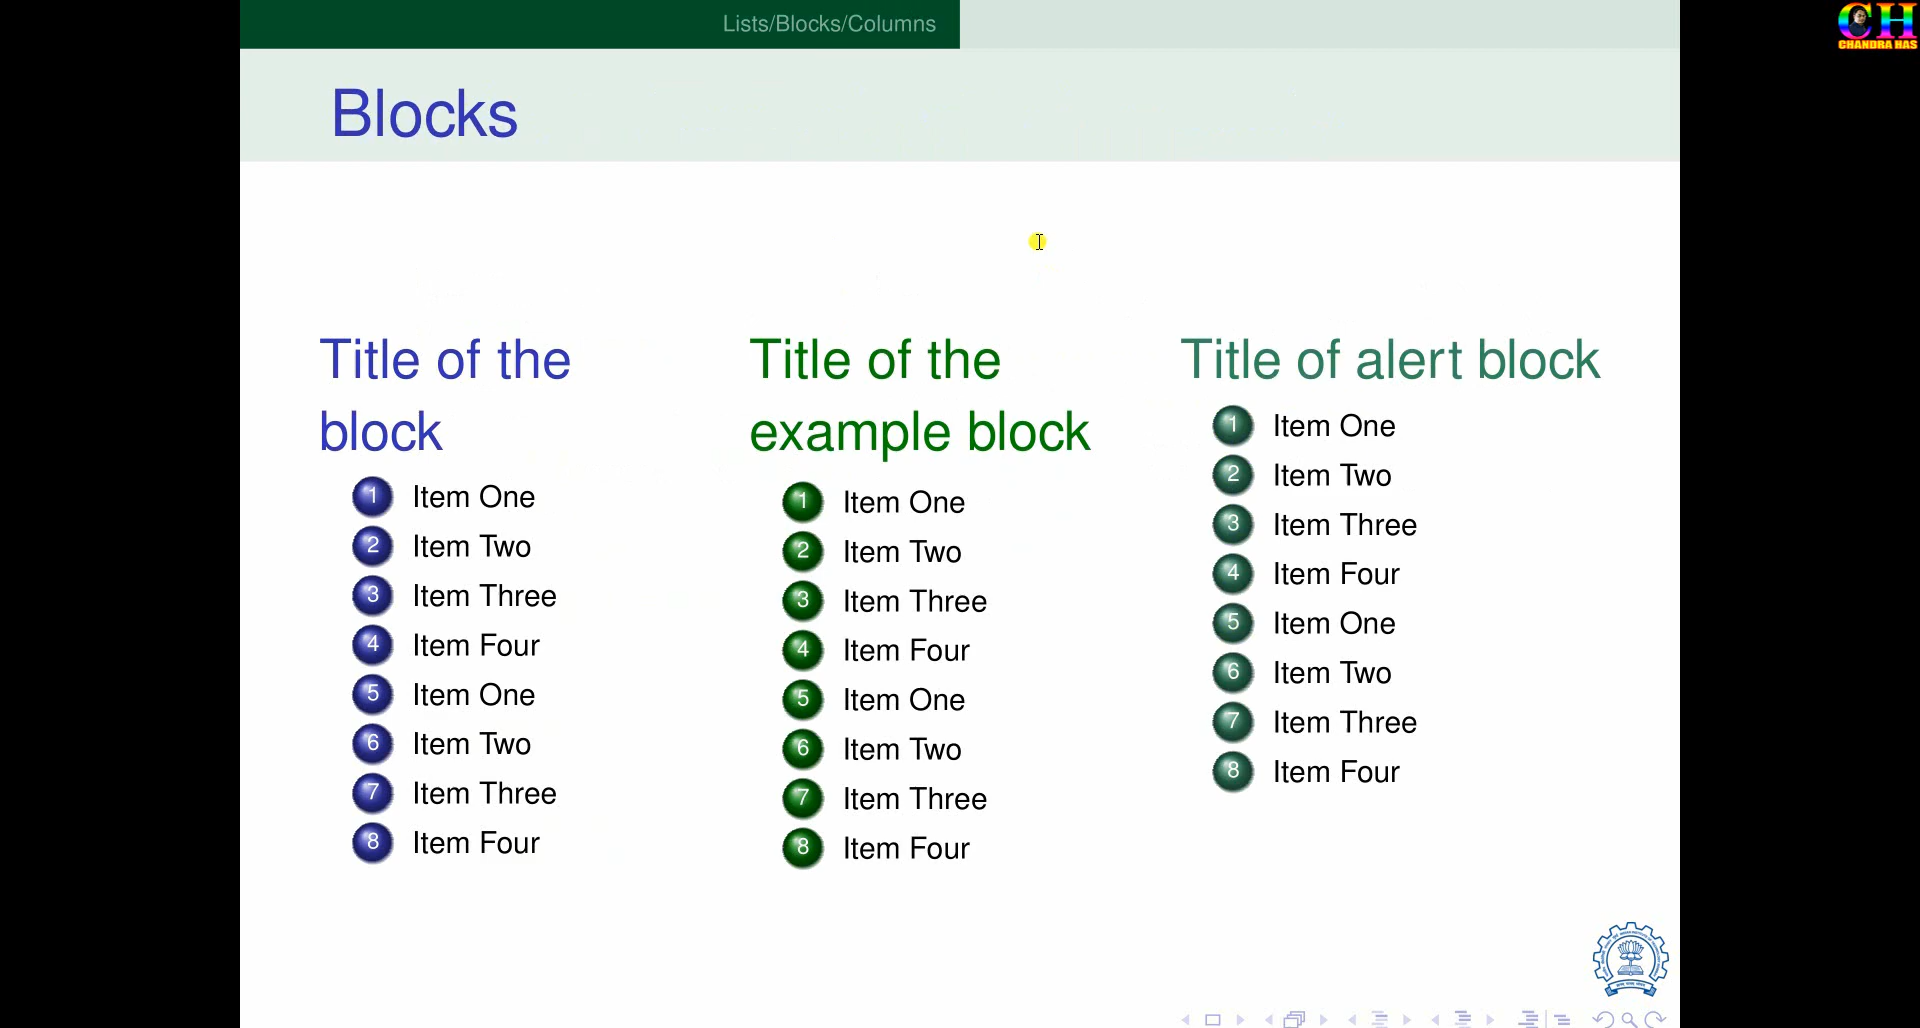 Lists/Blocks/Columns
CH
CHANDRA HAS
Blocks
Title of the
block
1 Item One
2 Item Two
3 Item Three
4 Item Four
5 Item One
6 Item Two
7 Item Three
8 Item Four
Title of the
example block
1 Item One
2 Item Two
3 Item Three
4 Item Four
5 Item One
6 Item Two
7 Item Three
8 Item Four
Title of alert block
1 Item One
2 Item Two
3 Item Three
4 Item Four
5 Item One
6 Item Two
7 Item Three
8 Item Four